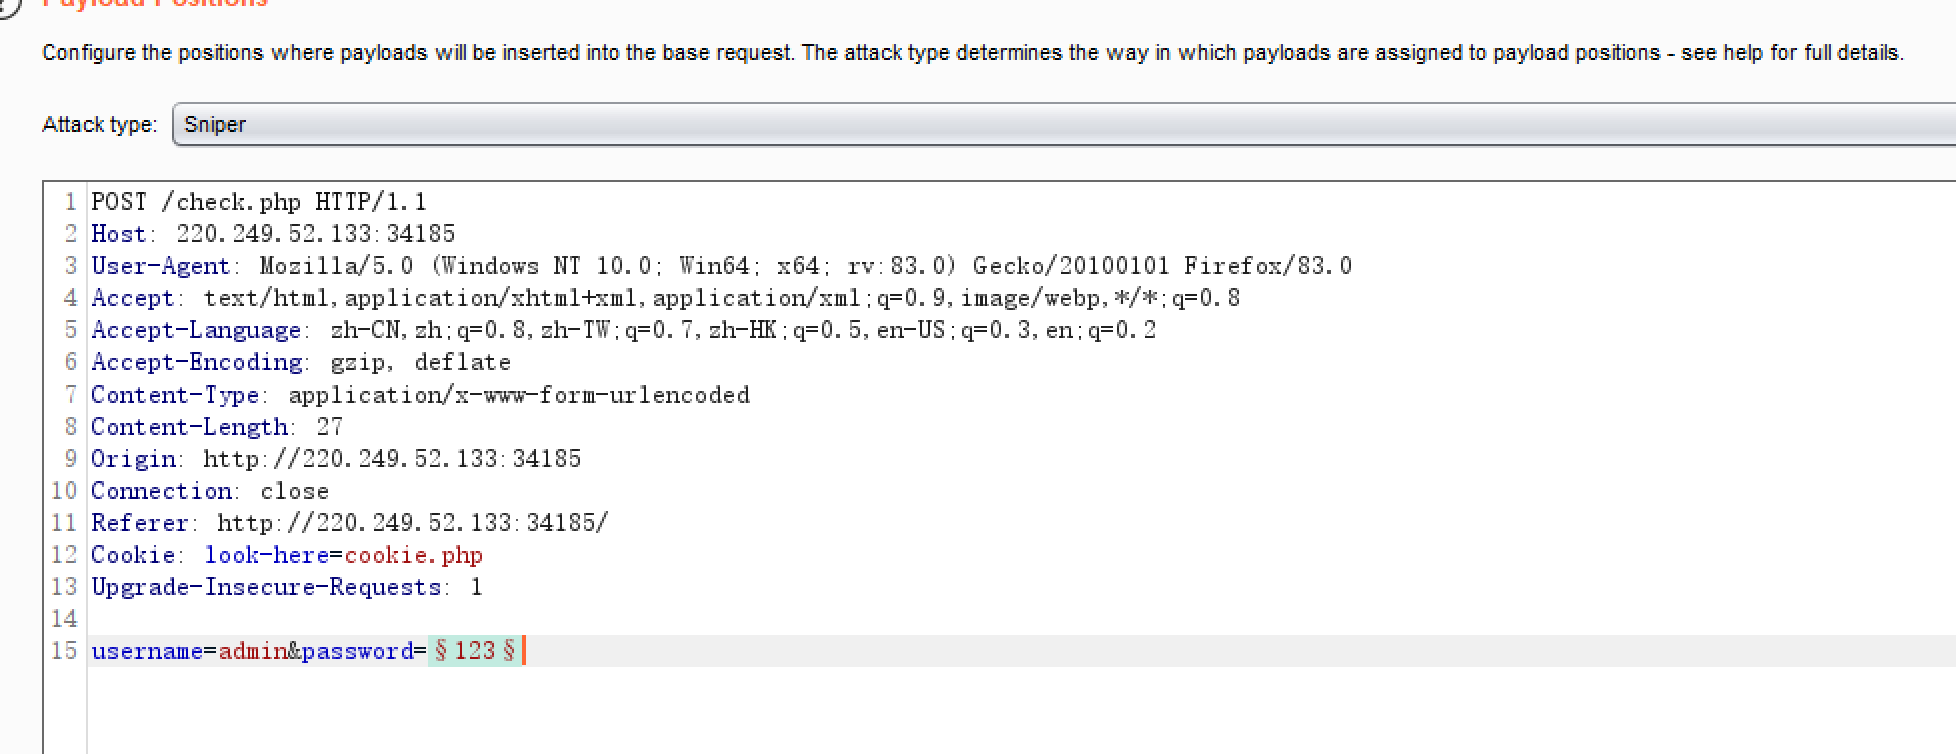 Payload Positions
Configure the positions where payloads will be inserted into the base request. The attack type determines the way in which payloads are assigned to payload positions - see help for full details.
Attack type: Sniper
1 POST /check.php HTTP/1.1
2 Host: 220.249.52.133:34185
3 User-Agent: Mozilla/5.0 (Windows NT 10.0; Win64; x64; rv:83.0) Gecko/20100101 Firefox/83.0
4 Accept: text/html,application/xhtml+xml,application/xml;q=0.9,image/webp,*/*;q=0.8
5 Accept-Language: zh-CN,zh;q=0.8,zh-TW;q=0.7,zh-HK;q=0.5,en-US;q=0.3,en;q=0.2
6 Accept-Encoding: gzip, deflate
7 Content-Type: application/x-www-form-urlencoded
8 Content-Length: 27
9 Origin: http://220.249.52.133:34185
10 Connection: close
11 Referer: http://220.249.52.133:34185/
12 Cookie: look-here=cookie.php
13 Upgrade-Insecure-Requests: 1
14
15 username=admin&password=§123§